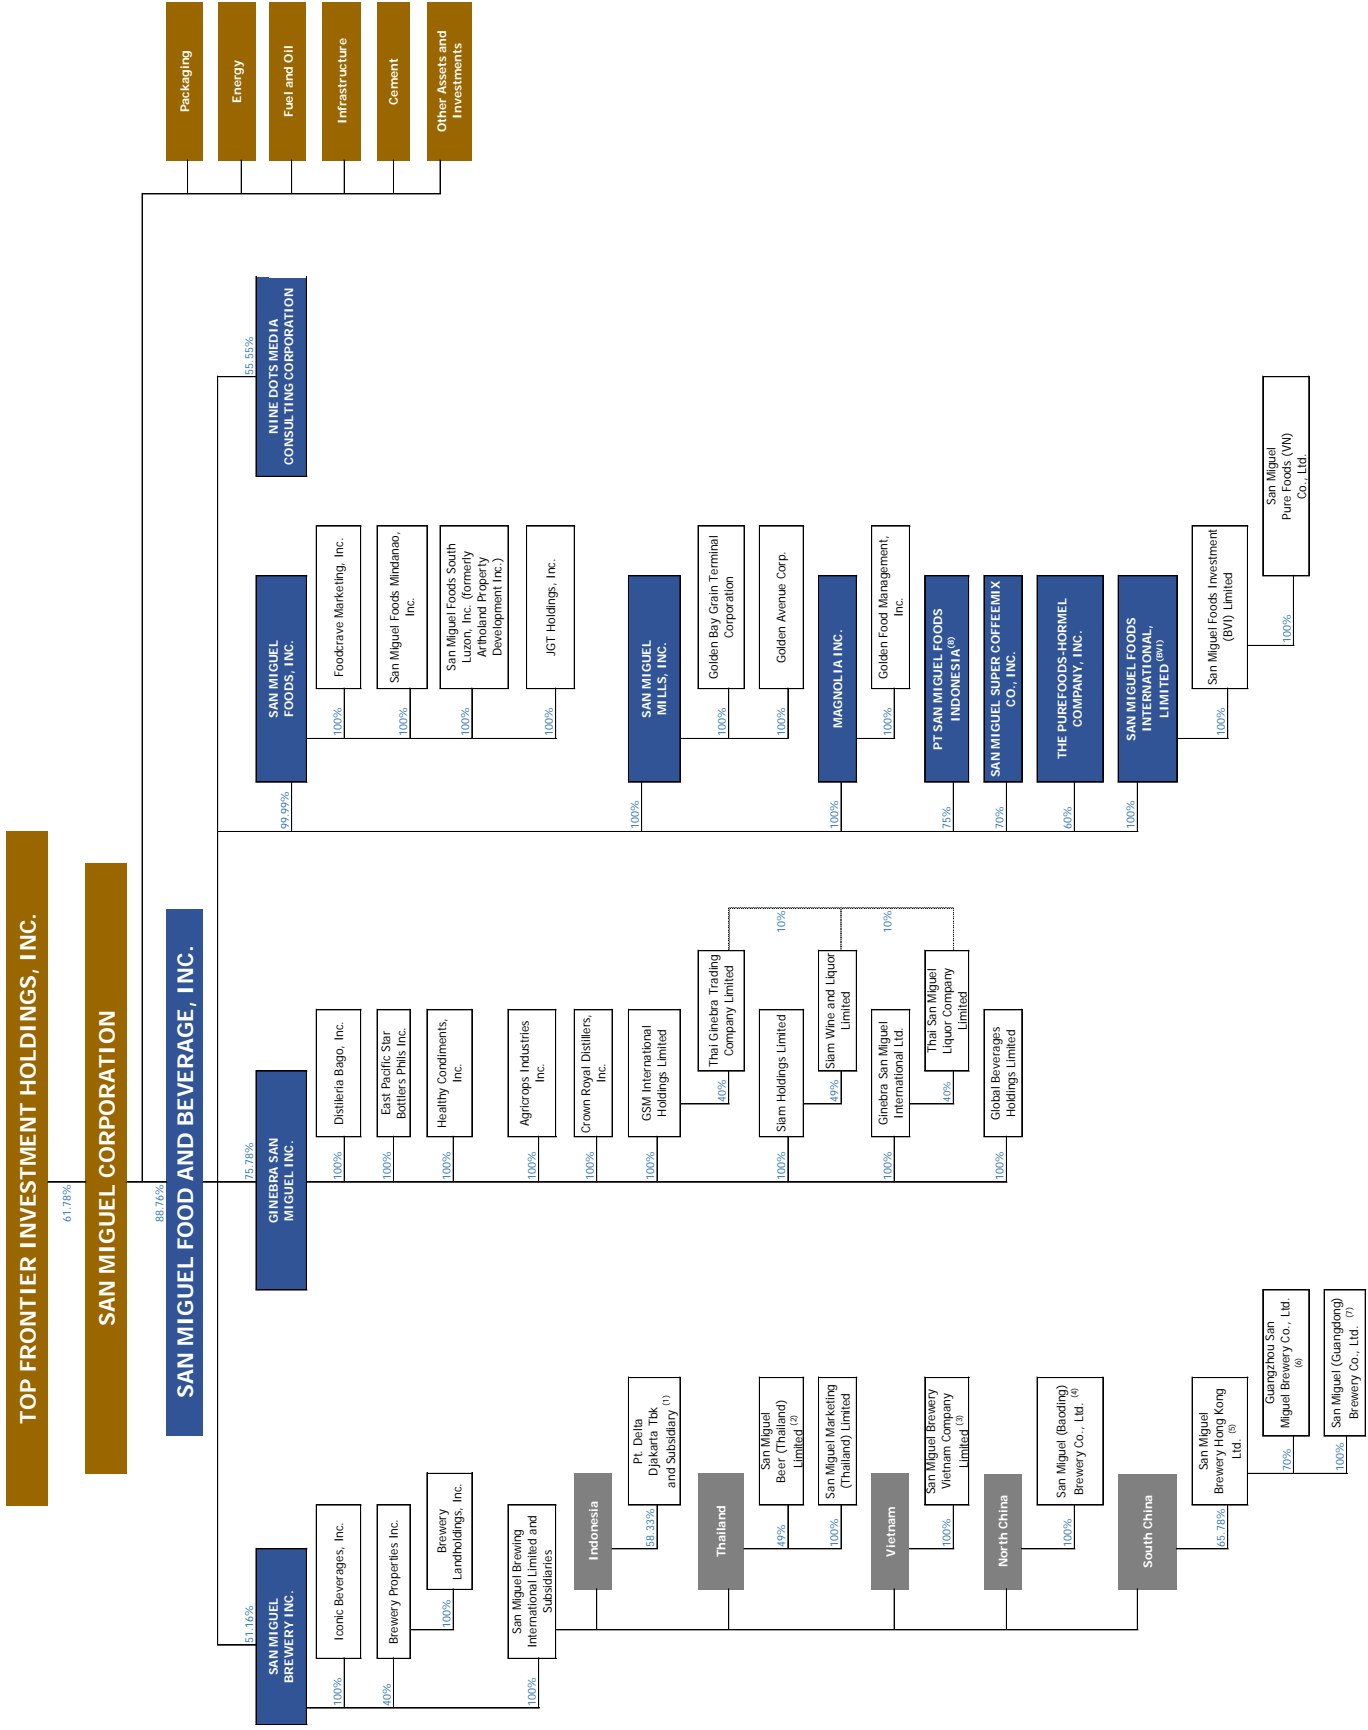 TOP FRONTIER INVESTMENT HOLDINGS, INC.
61.78%
SAN MIGUEL CORPORATION
88.76%
SAN MIGUEL FOOD AND BEVERAGE, INC.
Packaging
Energy
Fuel and Oil
Infrastructure
Cement
Other Assets and
Investments
51.16%
SAN MIGUEL
BREWERY INC.
100%
Iconic Beverages, Inc.
40%
Brewery Properties Inc.
100%
Brewery
Landholdings, Inc.
100%
San Miguel Brewing
International Limited and
Subsidiaries
Indonesia
58.33%
Pt. Delta
Djakarta Tbk
and Subsidiary (1)
Thailand
49%
San Miguel
Beer (Thailand)
Limited (2)
100%
San Miguel Marketing
(Thailand) Limited
Vietnam
100%
San Miguel Brewery
Vietnam Company
Limited (3)
North China
100%
San Miguel (Baoding)
Brewery Co., Ltd. (4)
South China
65.78%
San Miguel
Brewery Hong Kong
Ltd. (5)
70%
Guangzhou San
Miguel Brewery Co., Ltd.
(6)
100%
San Miguel (Guangdong)
Brewery Co., Ltd. (7)
75.78%
GINEBRA SAN
MIGUEL INC.
100%
Distileria Bago, Inc.
100%
East Pacific Star
Bottlers Phils Inc.
100%
Healthy Condiments,
Inc.
100%
Agricrops Industries
Inc.
100%
Crown Royal Distillers,
Inc.
100%
GSM International
Holdings Limited
40%
Thai Ginebra Trading
Company Limited
10%
100%
Siam Holdings Limited
49%
Siam Wine and Liquor
Limited
10%
100%
Ginebra San Miguel
International Ltd.
40%
Thai San Miguel
Liquor Company
Limited
100%
Global Beverages
Holdings Limited
99.99%
SAN MIGUEL
FOODS, INC.
100%
Foodcrave Marketing, Inc.
100%
San Miguel Foods Mindanao,
Inc.
100%
San Miguel Foods South
Luzon, Inc. (formerly
Artholand Property
Development Inc.)
100%
JGT Holdings, Inc.
100%
SAN MIGUEL
MILLS, INC.
100%
Golden Bay Grain Terminal
Corporation
100%
Golden Avenue Corp.
100%
MAGNOLIA INC.
100%
Golden Food Management,
Inc.
75%
PT SAN MIGUEL FOODS
INDONESIA(8)
70%
SAN MIGUEL SUPER COFFEEMIX
CO., INC.
60%
THE PUREFOODS-HORMEL
COMPANY, INC.
100%
SAN MIGUEL FOODS
INTERNATIONAL,
LIMITED (BVI)
100%
San Miguel Foods Investment
(BVI) Limited
100%
San Miguel
Pure Foods (VN)
Co., Ltd.
55.55%
NINE DOTS MEDIA
CONSULTING CORPORATION